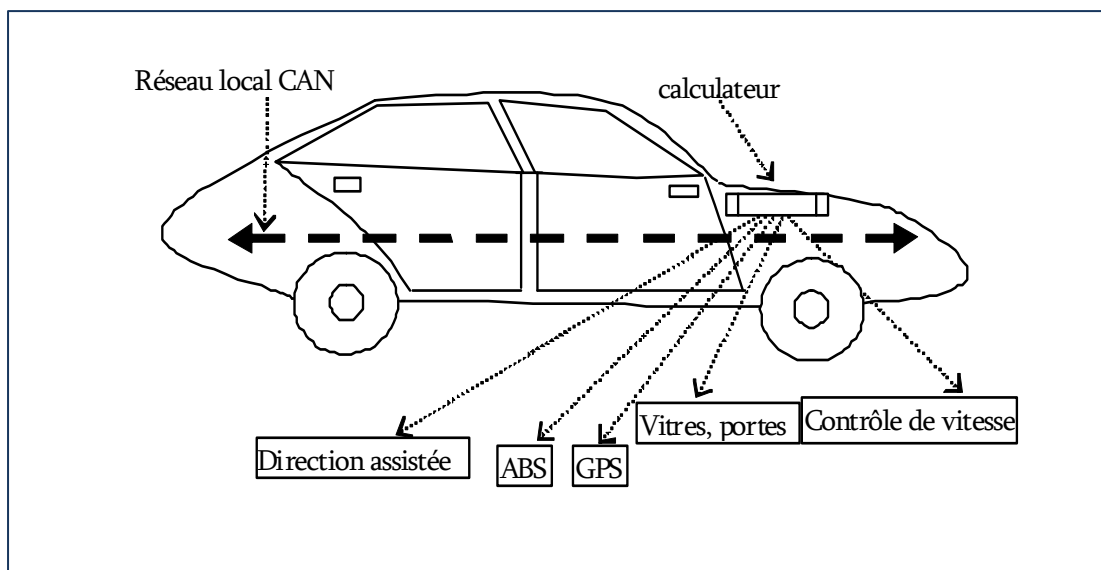 Réseau local CAN
calculateur
Vitres, portes
Contrôle de vitesse
Direction assistée
ABS
GPS